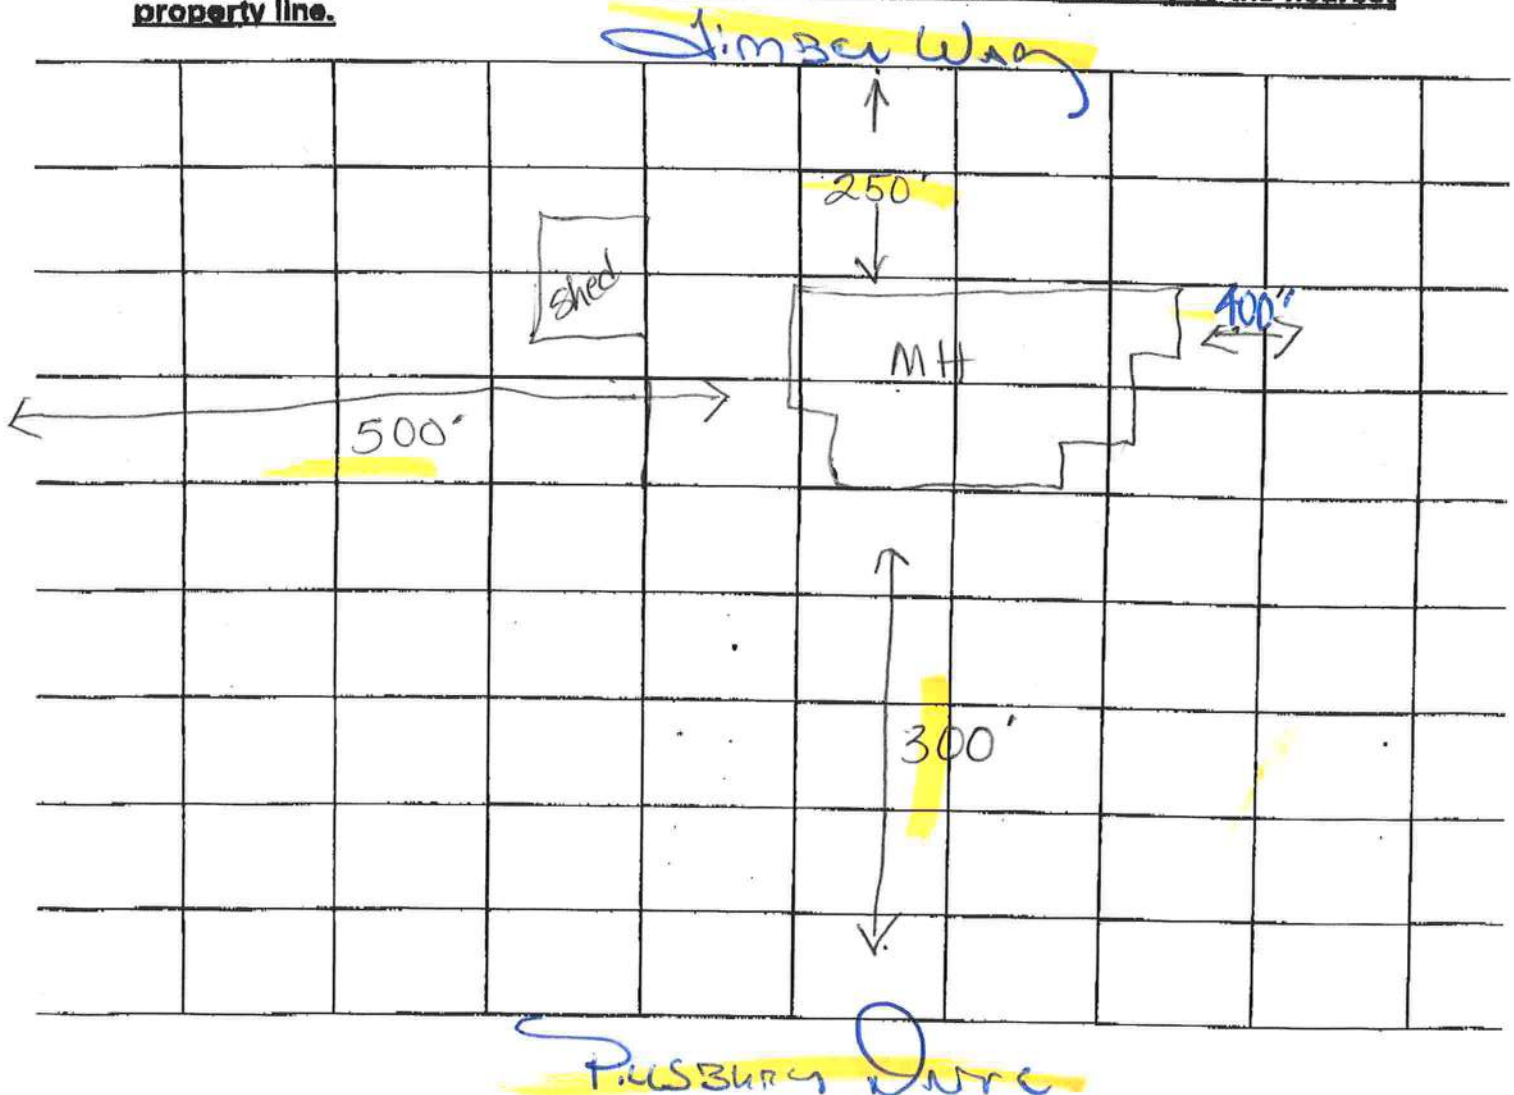 property line.
Timber Way
250'
shed
400"
MH
500'
300'
Pillsbury Drive